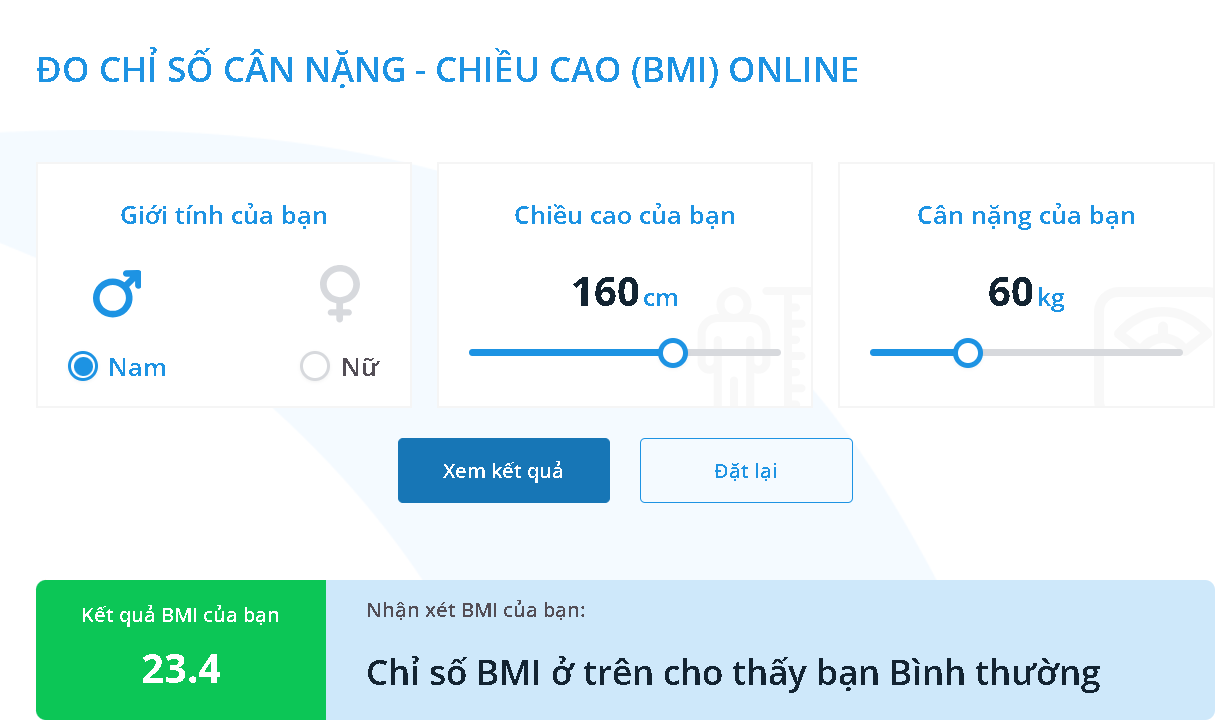 ĐO CHỈ SỐ CÂN NẶNG - CHIỀU CAO (BMI) ONLINE
Giới tính của bạn
Nam
Nữ
Chiều cao của bạn
160 cm
Cân nặng của bạn
60 kg
Xem kết quả
Đặt lại
Kết quả BMI của bạn
23.4
Nhận xét BMI của bạn:
Chỉ số BMI ở trên cho thấy bạn Bình thường